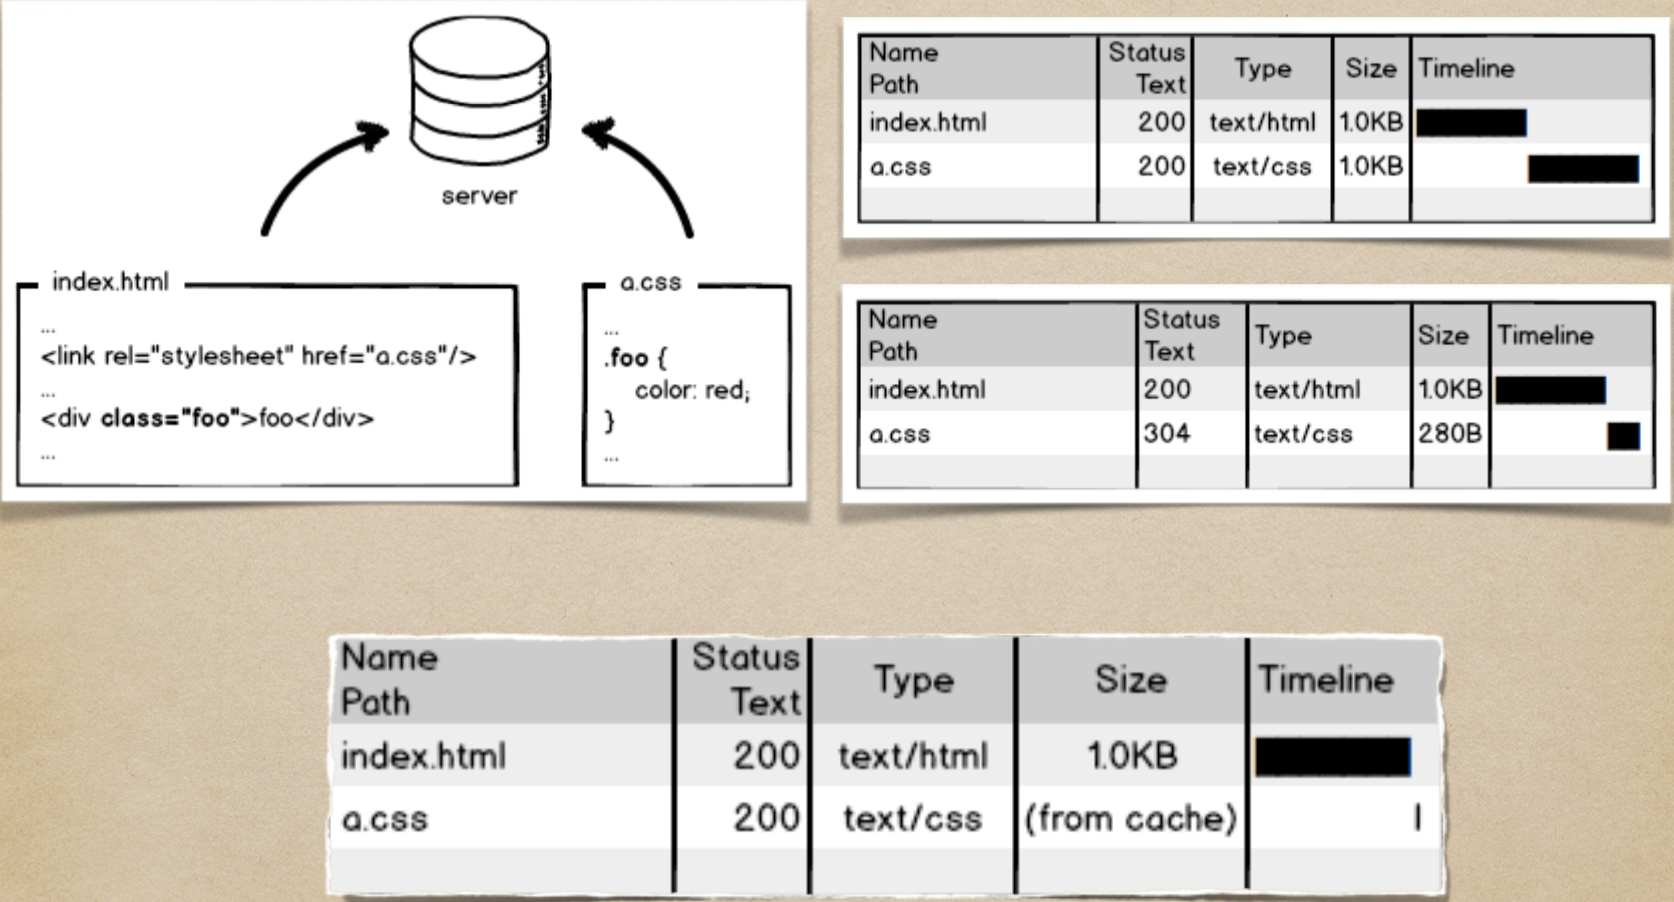 server
index.html
...
<link rel="stylesheet" href="a.css"/>
...
<div class="foo">foo</div>
...
a.css
...
.foo {
color: red;
}
...
Name Path Status Text Type Size Timeline
index.html 200 text/html 1.0KB
a.css 200 text/css 1.0KB
Name Path Status Text Type Size Timeline
index.html 200 text/html 1.0KB
a.css 304 text/css 280B
Name Path Status Text Type Size Timeline
index.html 200 text/html 1.0KB
a.css 200 text/css (from cache)